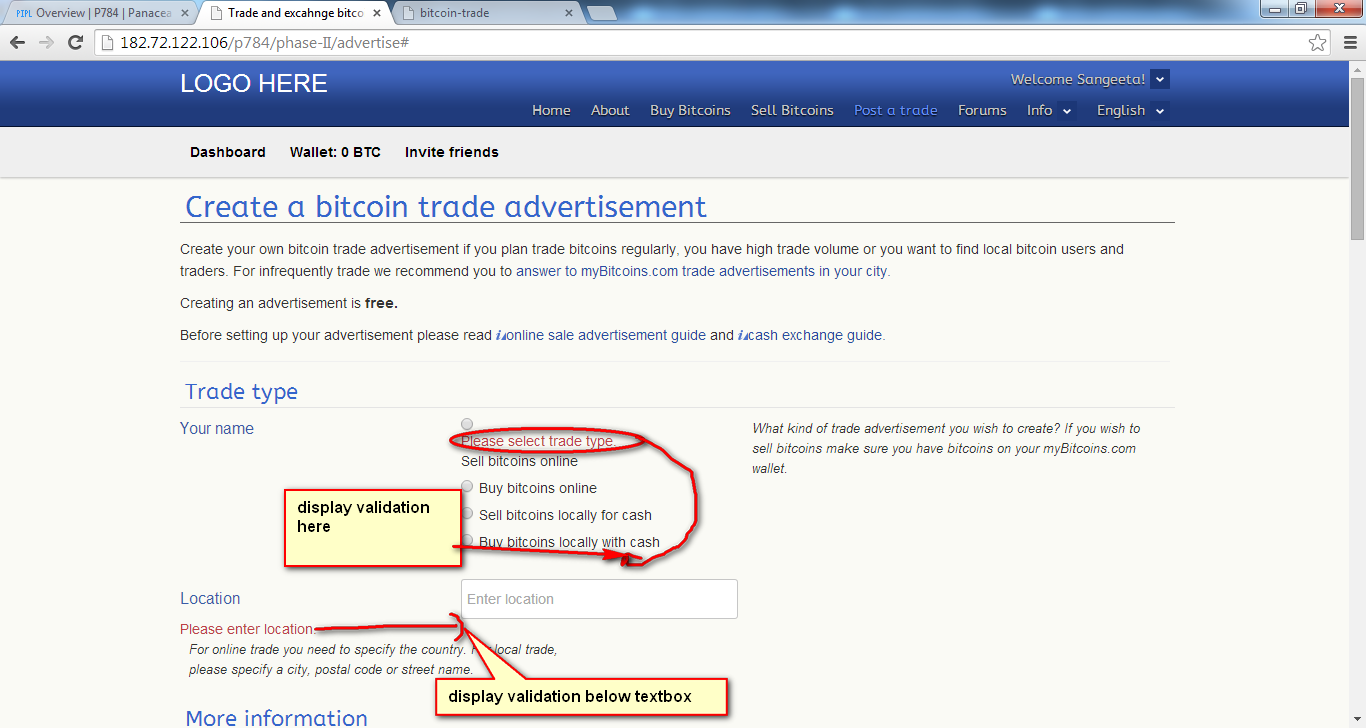 PIPL Overview | P784 | Panacea
Trade and excahnge bitco
bitcoin-trade
182.72.122.106/p784/phase-II/advertise#
LOGO HERE
Welcome Sangeeta!
Home About Buy Bitcoins Sell Bitcoins Post a trade Forums Info English
Dashboard Wallet: 0 BTC Invite friends
Create a bitcoin trade advertisement
Create your own bitcoin trade advertisement if you plan trade bitcoins regularly, you have high trade volume or you want to find local bitcoin users and
traders. For infrequently trade we recommend you to answer to myBitcoins.com trade advertisements in your city.
Creating an advertisement is free.
Before setting up your advertisement please read online sale advertisement guide and cash exchange guide.
Trade type
Your name
Please select trade type.
Sell bitcoins online
Buy bitcoins online
Sell bitcoins locally for cash
Buy bitcoins locally with cash
What kind of trade advertisement you wish to create? If you wish to
sell bitcoins make sure you have bitcoins on your myBitcoins.com
wallet.
display validation
here
Location
Enter location
Please enter location.
For online trade you need to specify the country. local trade,
please specify a city, postal code or street name.
display validation below textbox
More information